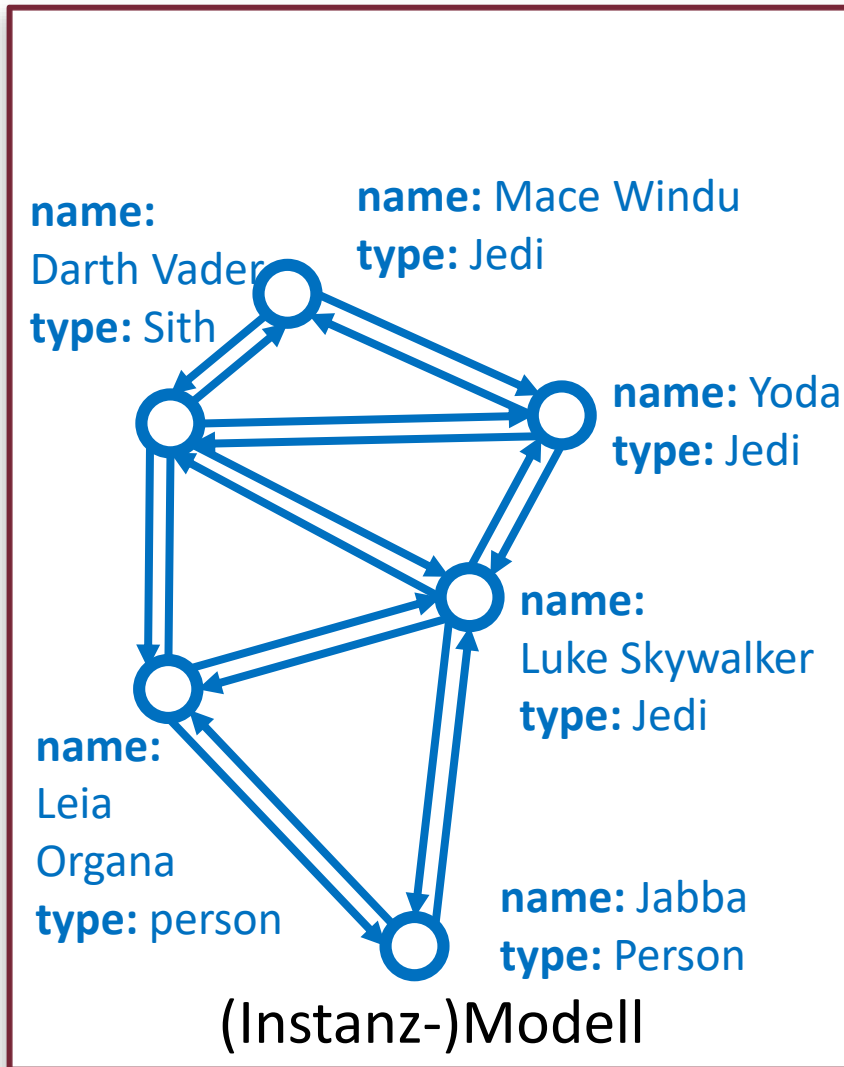 name:
Darth Vader
type: Sith
name: Mace Windu
type: Jedi
name: Yoda
type: Jedi
name:
Luke Skywalker
type: Jedi
name:
Leia
Organa
type: person
name: Jabba
type: Person
(Instanz-)Modell